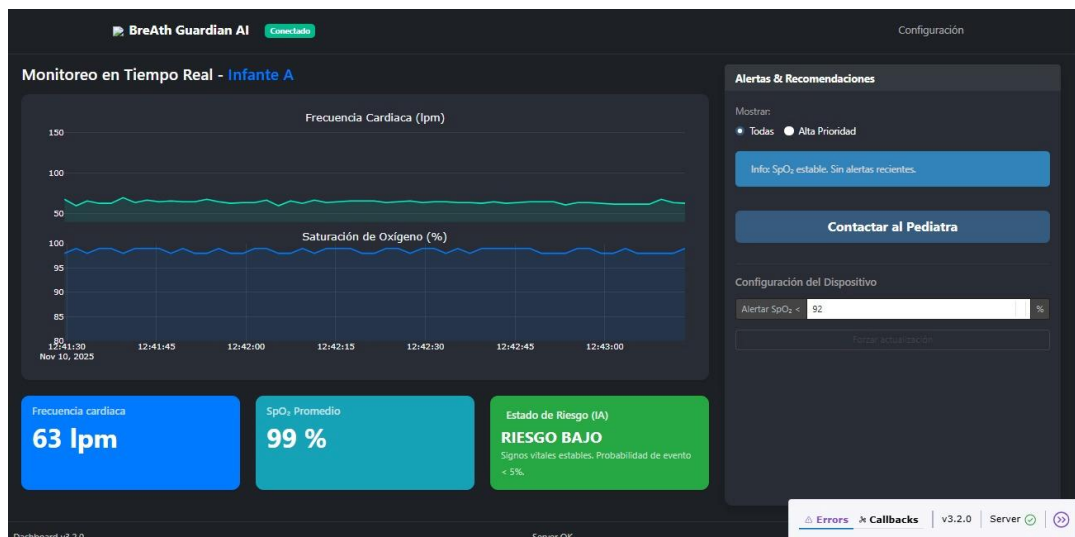 BreAth Guardian AI Conectado Configuración
Monitoreo en Tiempo Real - Infante A
Frecuencia Cardiaca (lpm)
150
100
50
Saturación de Oxígeno (%)
100
95
90
85
80
12:41:30 12:41:45 12:42:00 12:42:15 12:42:30 12:42:45 12:43:00
Nov 10, 2025
Frecuencia cardíaca
63 lpm
SpO₂ Promedio
99 %
Estado de Riesgo (IA)
RIESGO BAJO
Signos vitales estables. Probabilidad de evento
< 5%.
Alertas & Recomendaciones
Mostrar:
Todas Alta Prioridad
Info: SpO₂ estable. Sin alertas recientes.
Contactar al Pediatra
Configuración del Dispositivo
Alertar SpO₂ < 92 %
Forzar actualización
Dashboard v3.2.0 Server OK
Errors Callbacks v3.2.0 Server